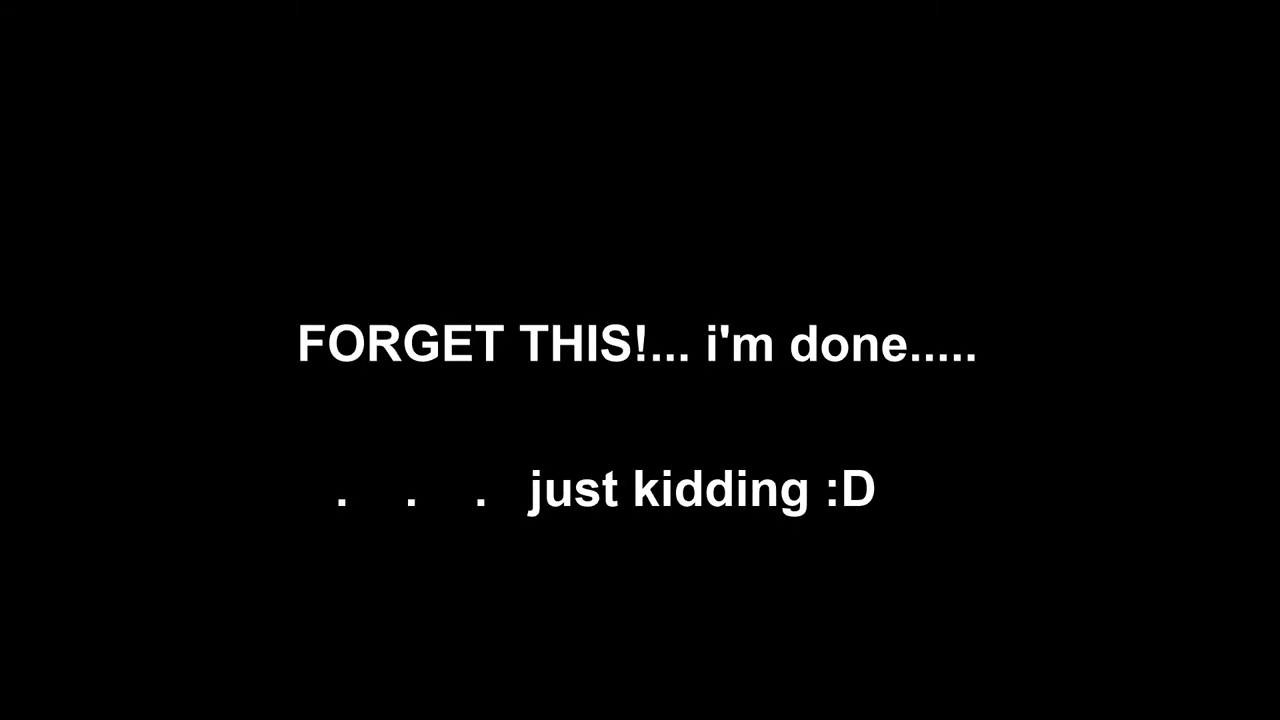 FORGET THIS!... i'm done.....
. . . just kidding :D